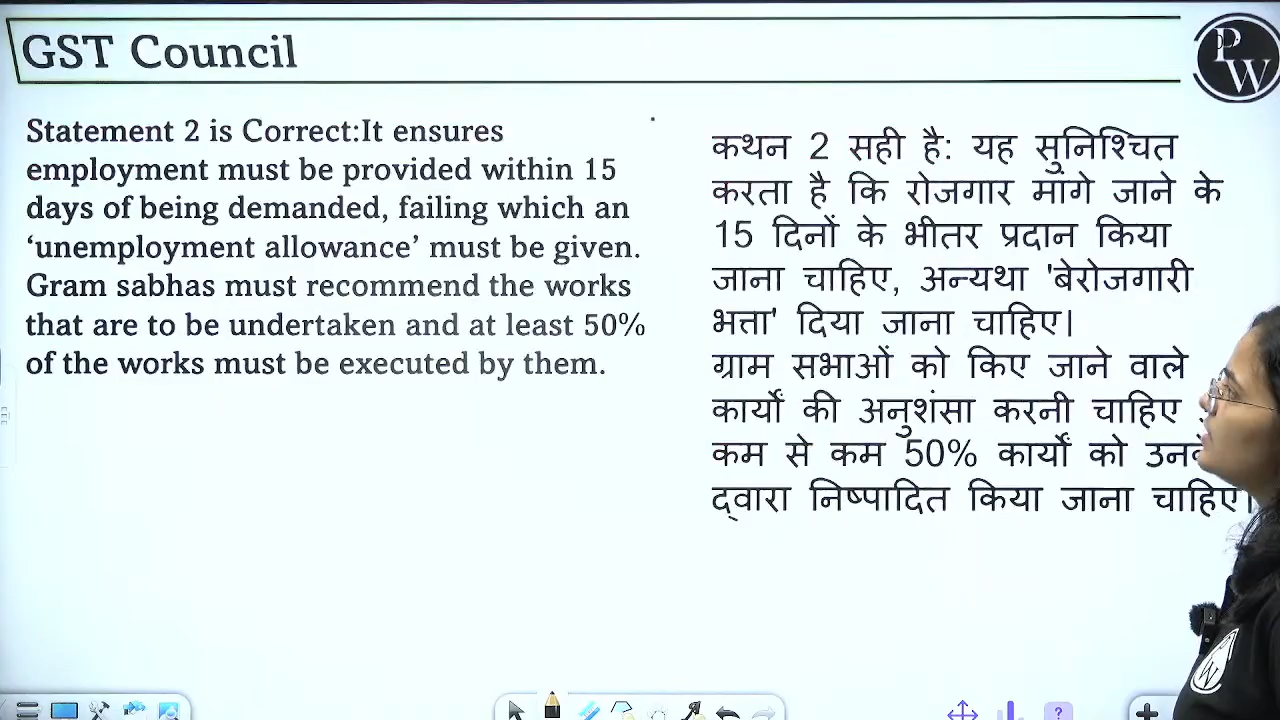 GST Council
PW
Statement 2 is Correct:It ensures
employment must be provided within 15
days of being demanded, failing which an
‘unemployment allowance’ must be given.
Gram sabhas must recommend the works
that are to be undertaken and at least 50%
of the works must be executed by them.
कथन 2 सही है: यह सुनिश्चित
करता है कि रोजगार मांगे जाने के
15 दिनों के भीतर प्रदान किया
जाना चाहिए, अन्यथा 'बेरोजगारी
भत्ता' दिया जाना चाहिए।
ग्राम सभाओं को किए जाने वाले
कार्यों की अनुशंसा करनी चाहिए
कम से कम 50% कार्यों को
द्वारा निष्पादित किया जाना चाहिए।